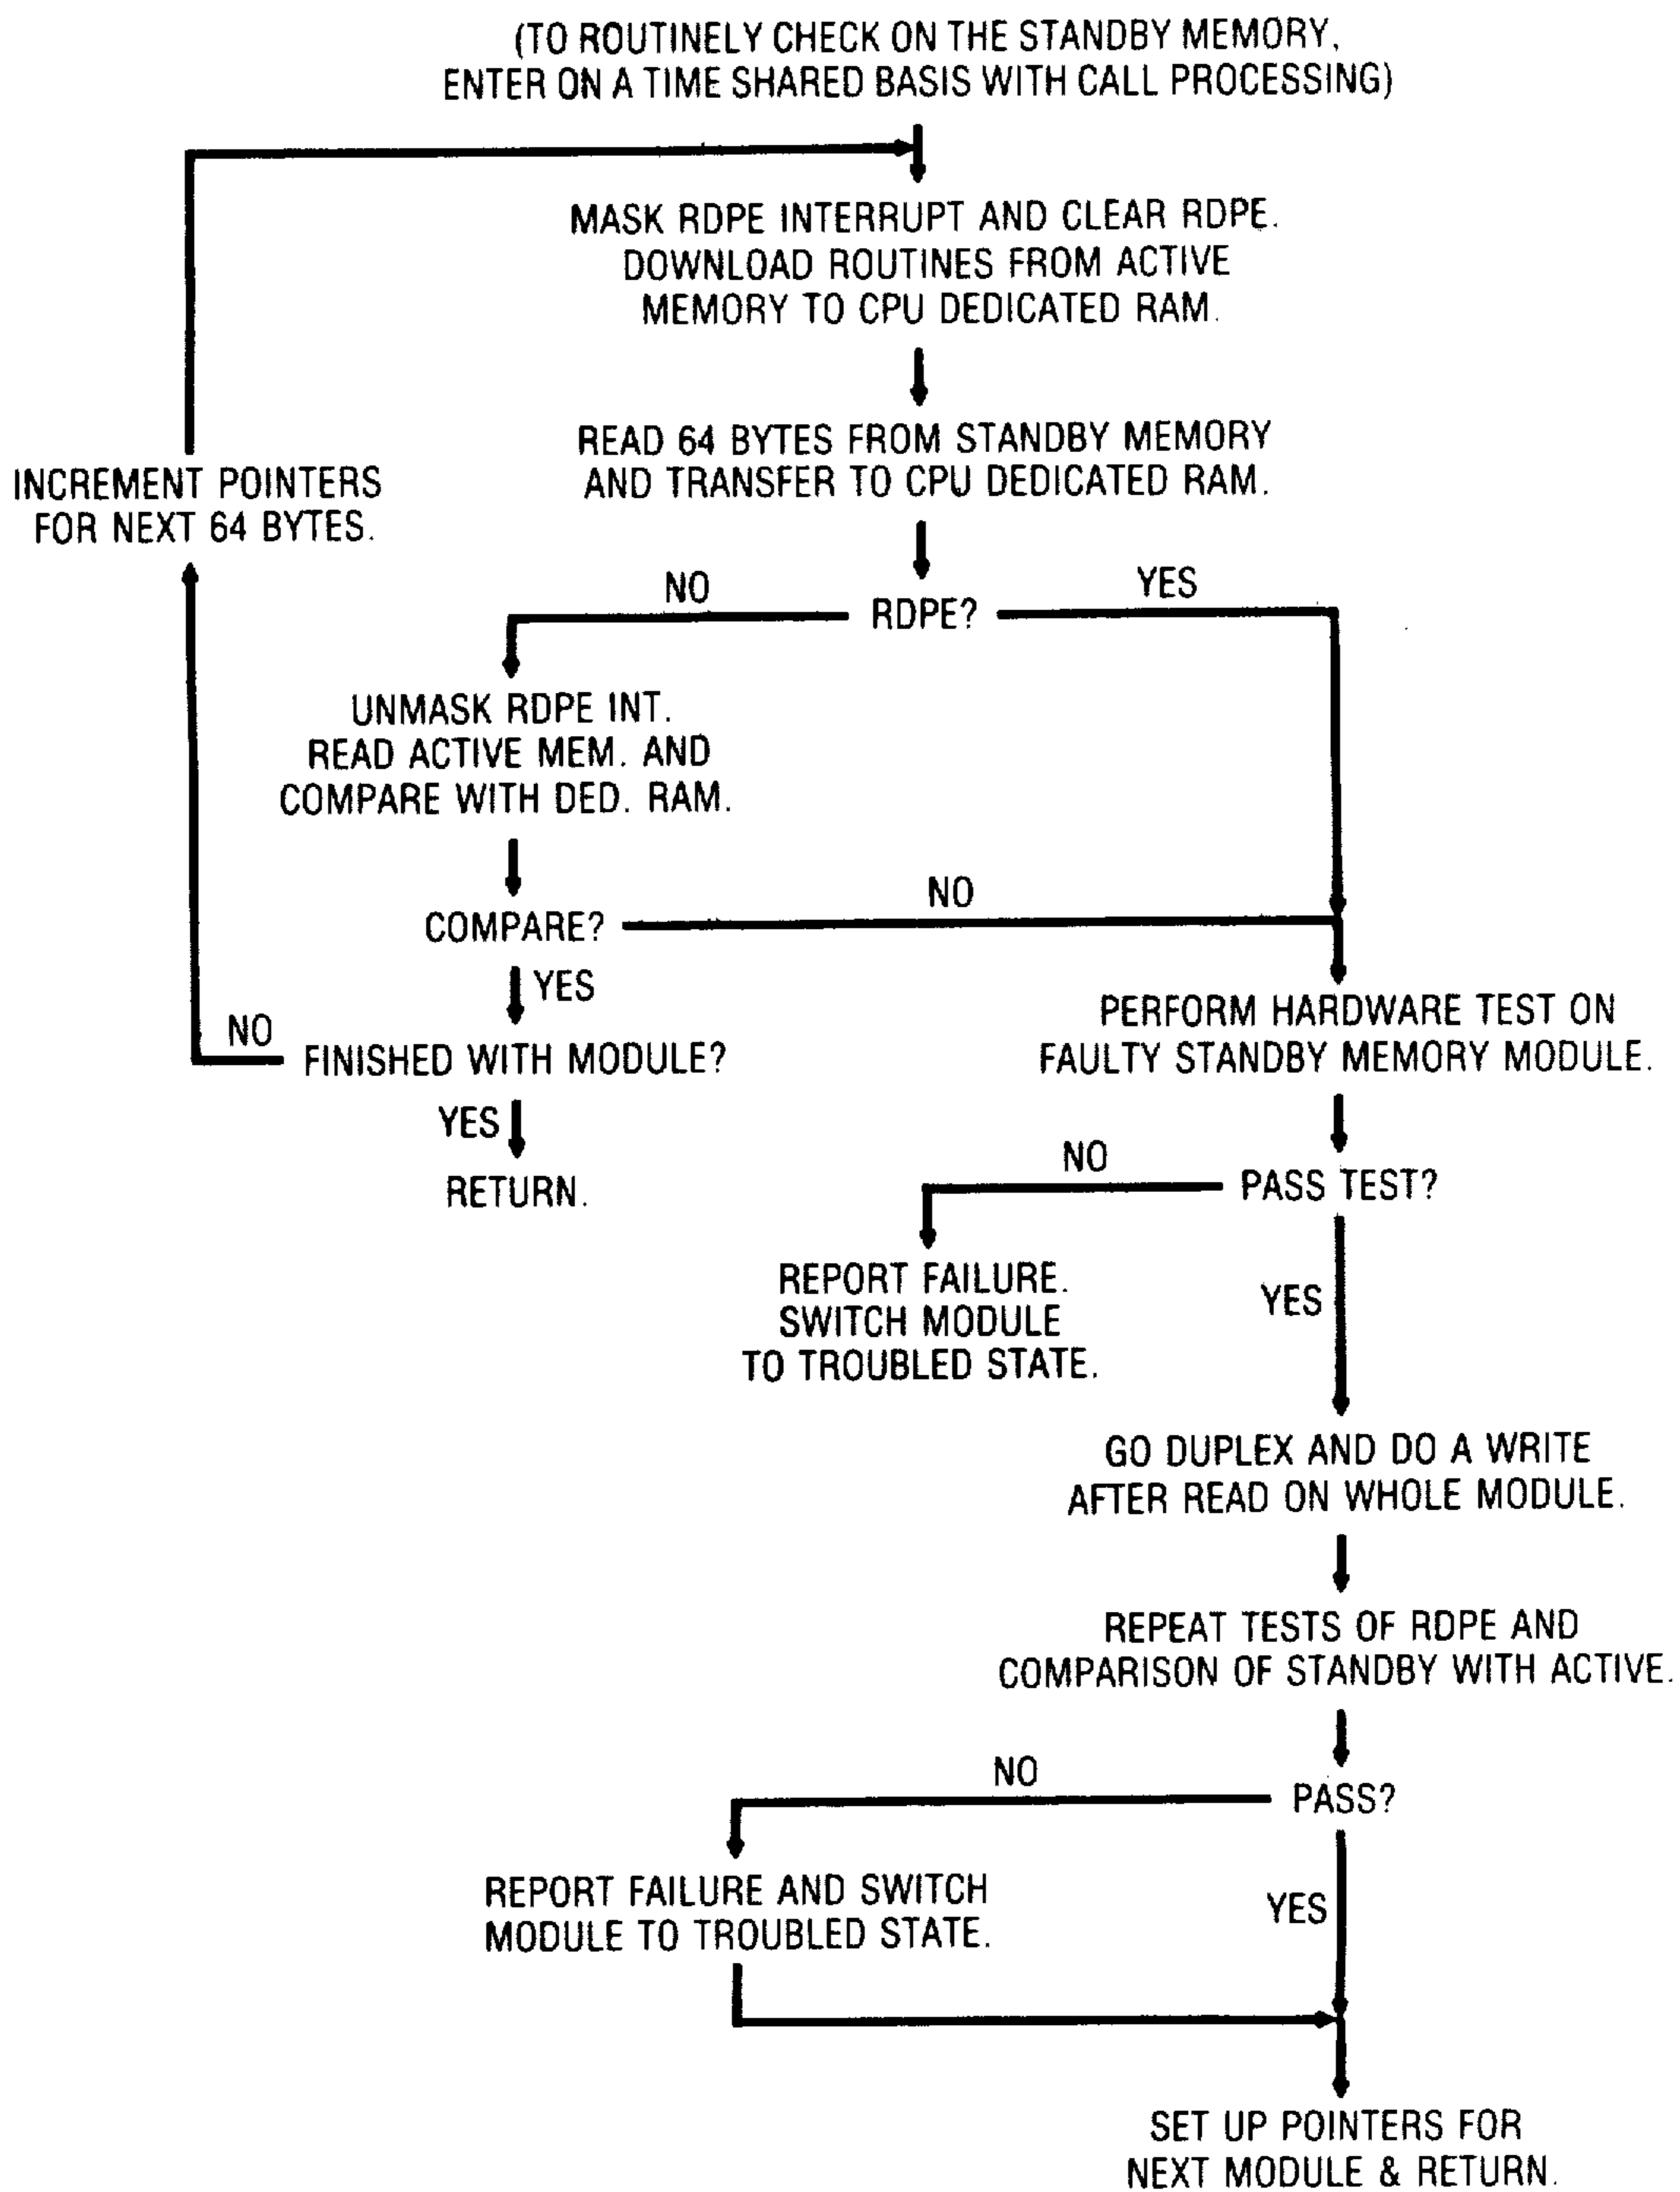 (TO ROUTINELY CHECK ON THE STANDBY MEMORY,
ENTER ON A TIME SHARED BASIS WITH CALL PROCESSING)
MASK RDPE INTERRUPT AND CLEAR RDPE.
DOWNLOAD ROUTINES FROM ACTIVE
MEMORY TO CPU DEDICATED RAM.
READ 64 BYTES FROM STANDBY MEMORY
AND TRANSFER TO CPU DEDICATED RAM.
INCREMENT POINTERS
FOR NEXT 64 BYTES.
NO
YES
RDPE?
UNMASK RDPE INT.
READ ACTIVE MEM. AND
COMPARE WITH DED. RAM.
NO
COMPARE?
YES
NO
FINISHED WITH MODULE?
YES
RETURN.
PERFORM HARDWARE TEST ON
FAULTY STANDBY MEMORY MODULE.
NO
PASS TEST?
REPORT FAILURE.
SWITCH MODULE
TO TROUBLED STATE.
YES
GO DUPLEX AND DO A WRITE
AFTER READ ON WHOLE MODULE.
REPEAT TESTS OF RDPE AND
COMPARISON OF STANDBY WITH ACTIVE.
NO
PASS?
REPORT FAILURE AND SWITCH
MODULE TO TROUBLED STATE.
YES
SET UP POINTERS FOR
NEXT MODULE & RETURN.